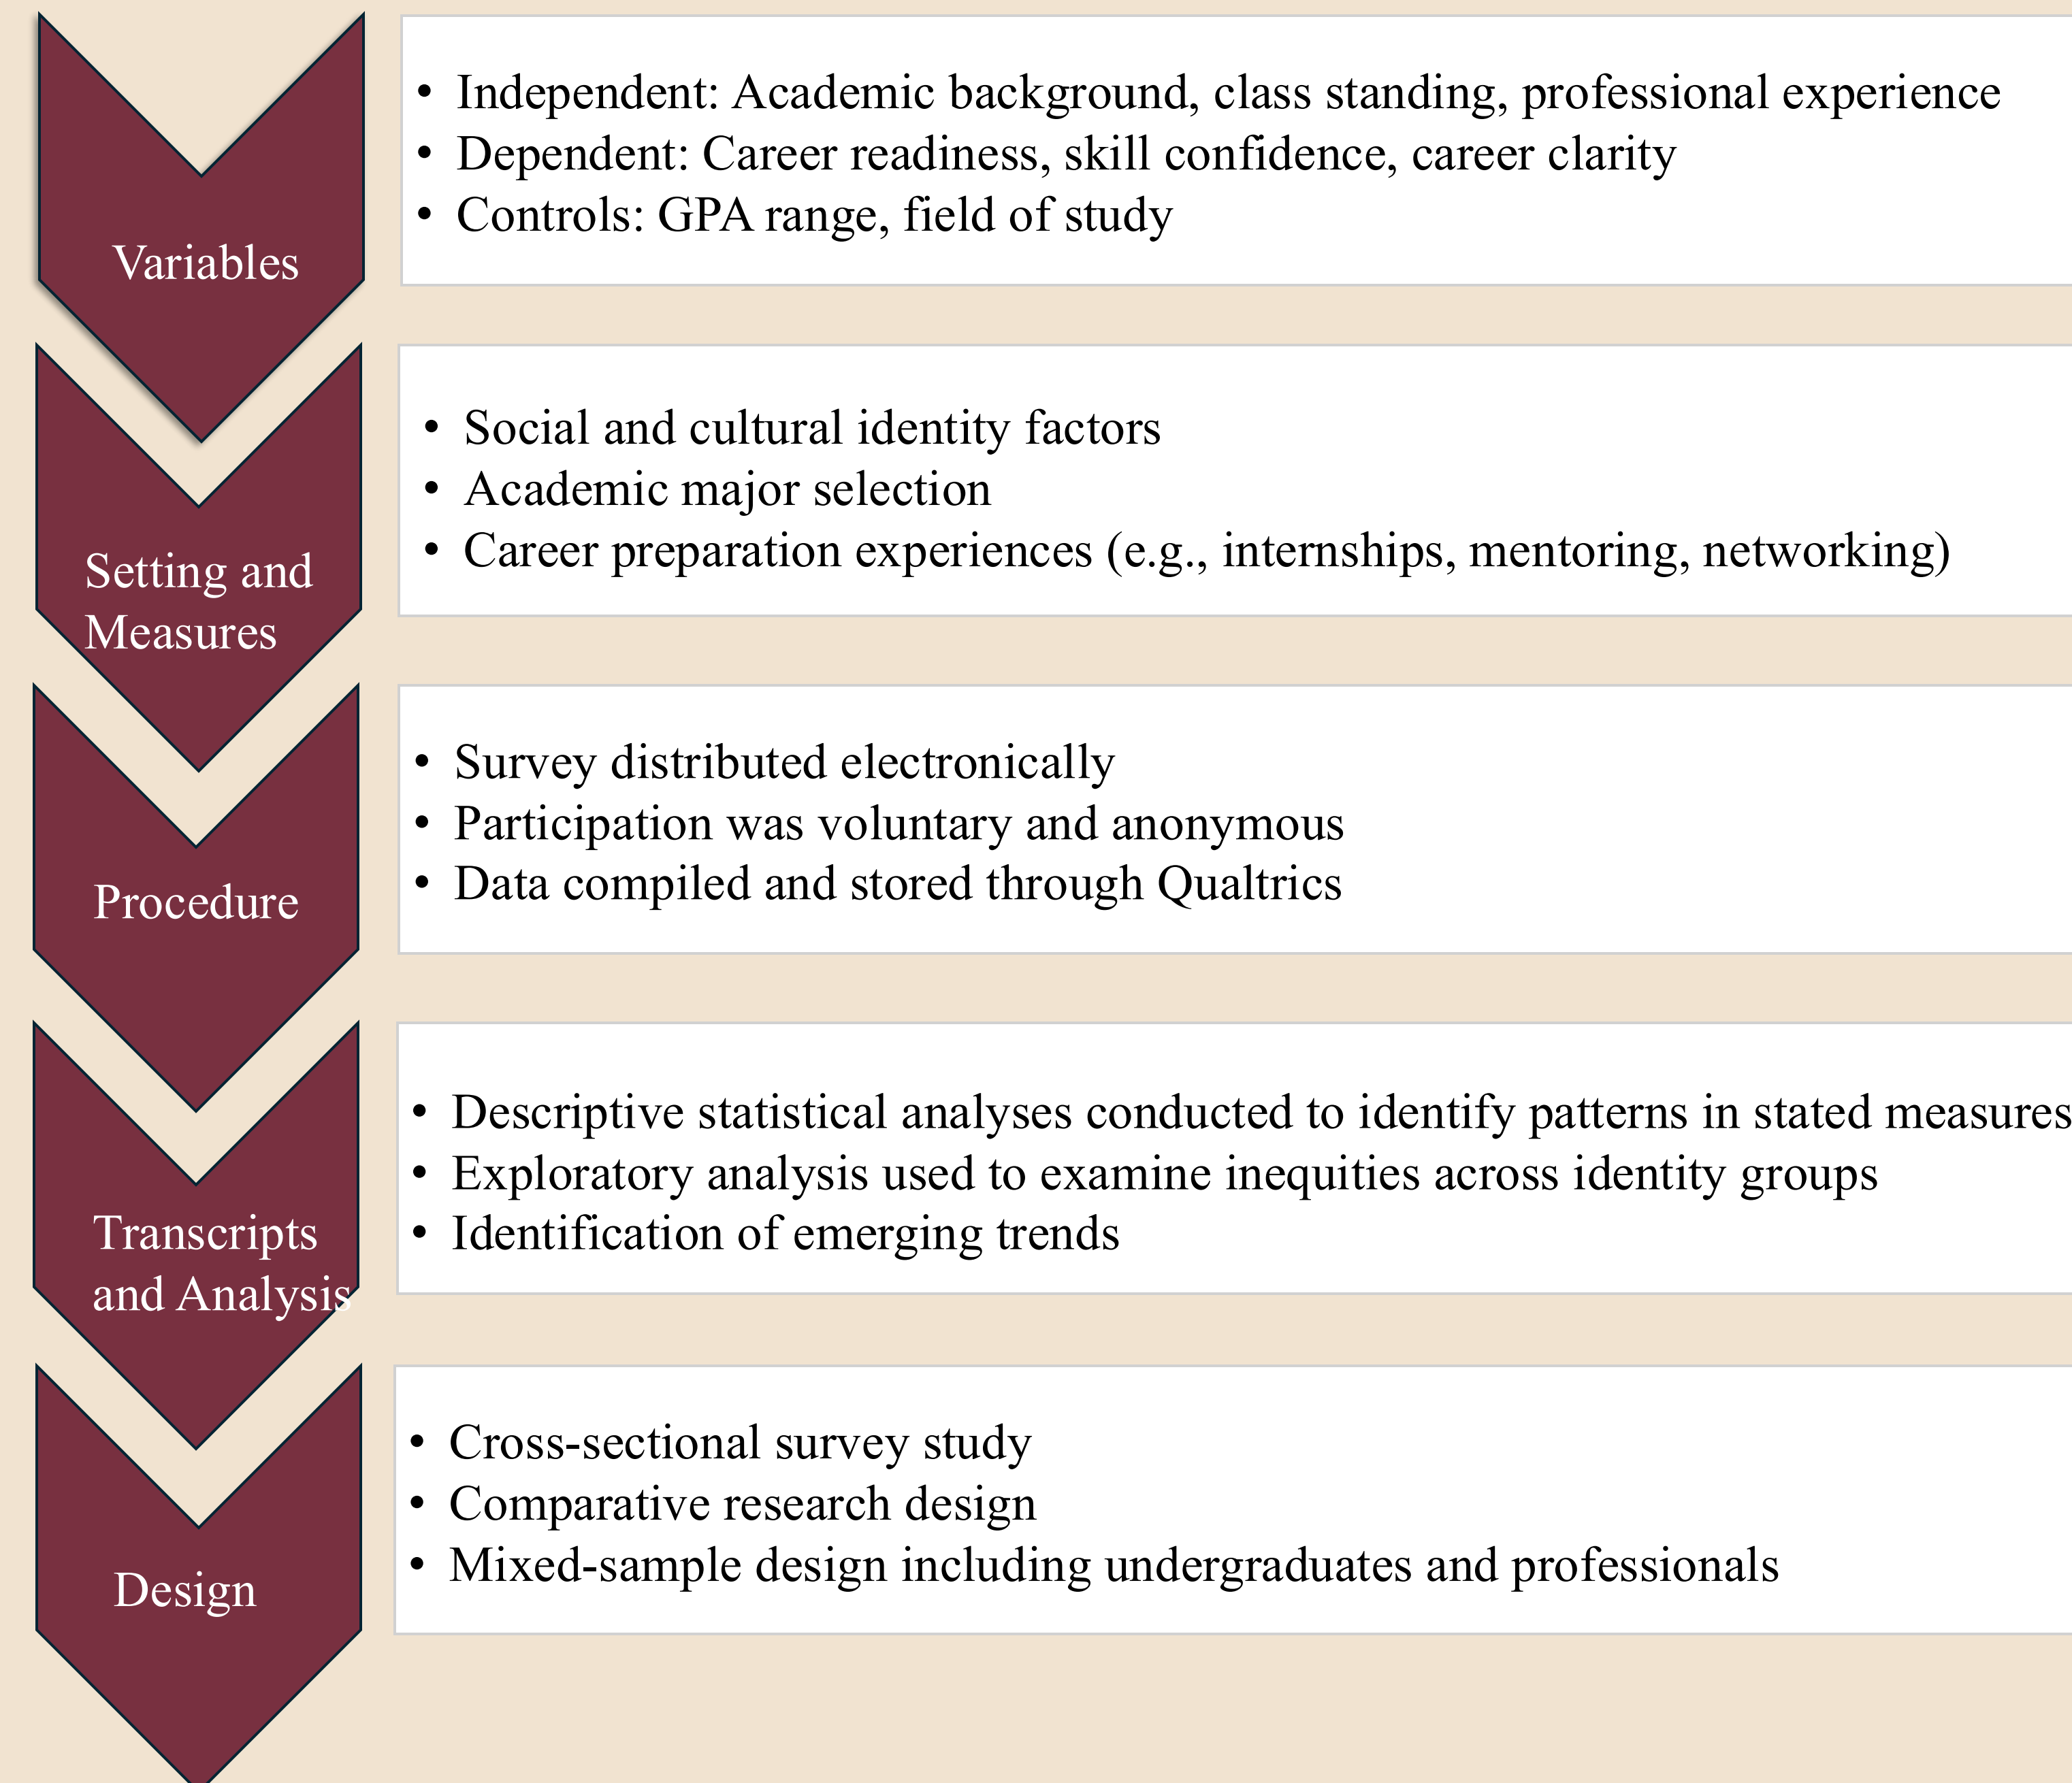 Variables
• Independent: Academic background, class standing, professional experience
• Dependent: Career readiness, skill confidence, career clarity
• Controls: GPA range, field of study
Setting and
Measures
• Social and cultural identity factors
• Academic major selection
• Career preparation experiences (e.g., internships, mentoring, networking)
Procedure
• Survey distributed electronically
• Participation was voluntary and anonymous
• Data compiled and stored through Qualtrics
Transcripts
and Analysis
• Descriptive statistical analyses conducted to identify patterns in stated measures
• Exploratory analysis used to examine inequities across identity groups
• Identification of emerging trends
Design
• Cross-sectional survey study
• Comparative research design
• Mixed-sample design including undergraduates and professionals